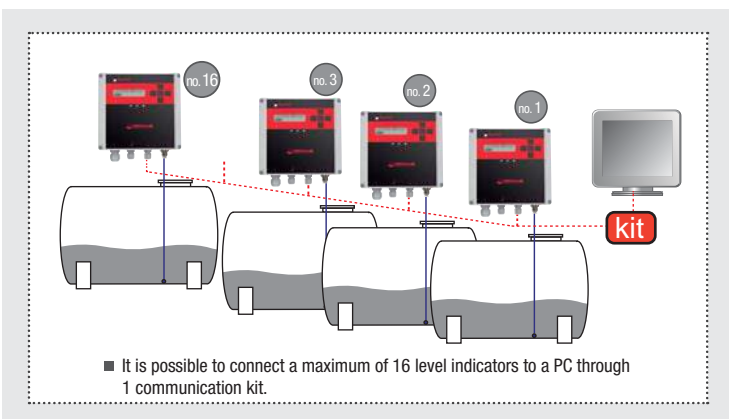 no. 16
no. 3
no. 2
no. 1
kit
■ It is possible to connect a maximum of 16 level indicators to a PC through
1 communication kit.